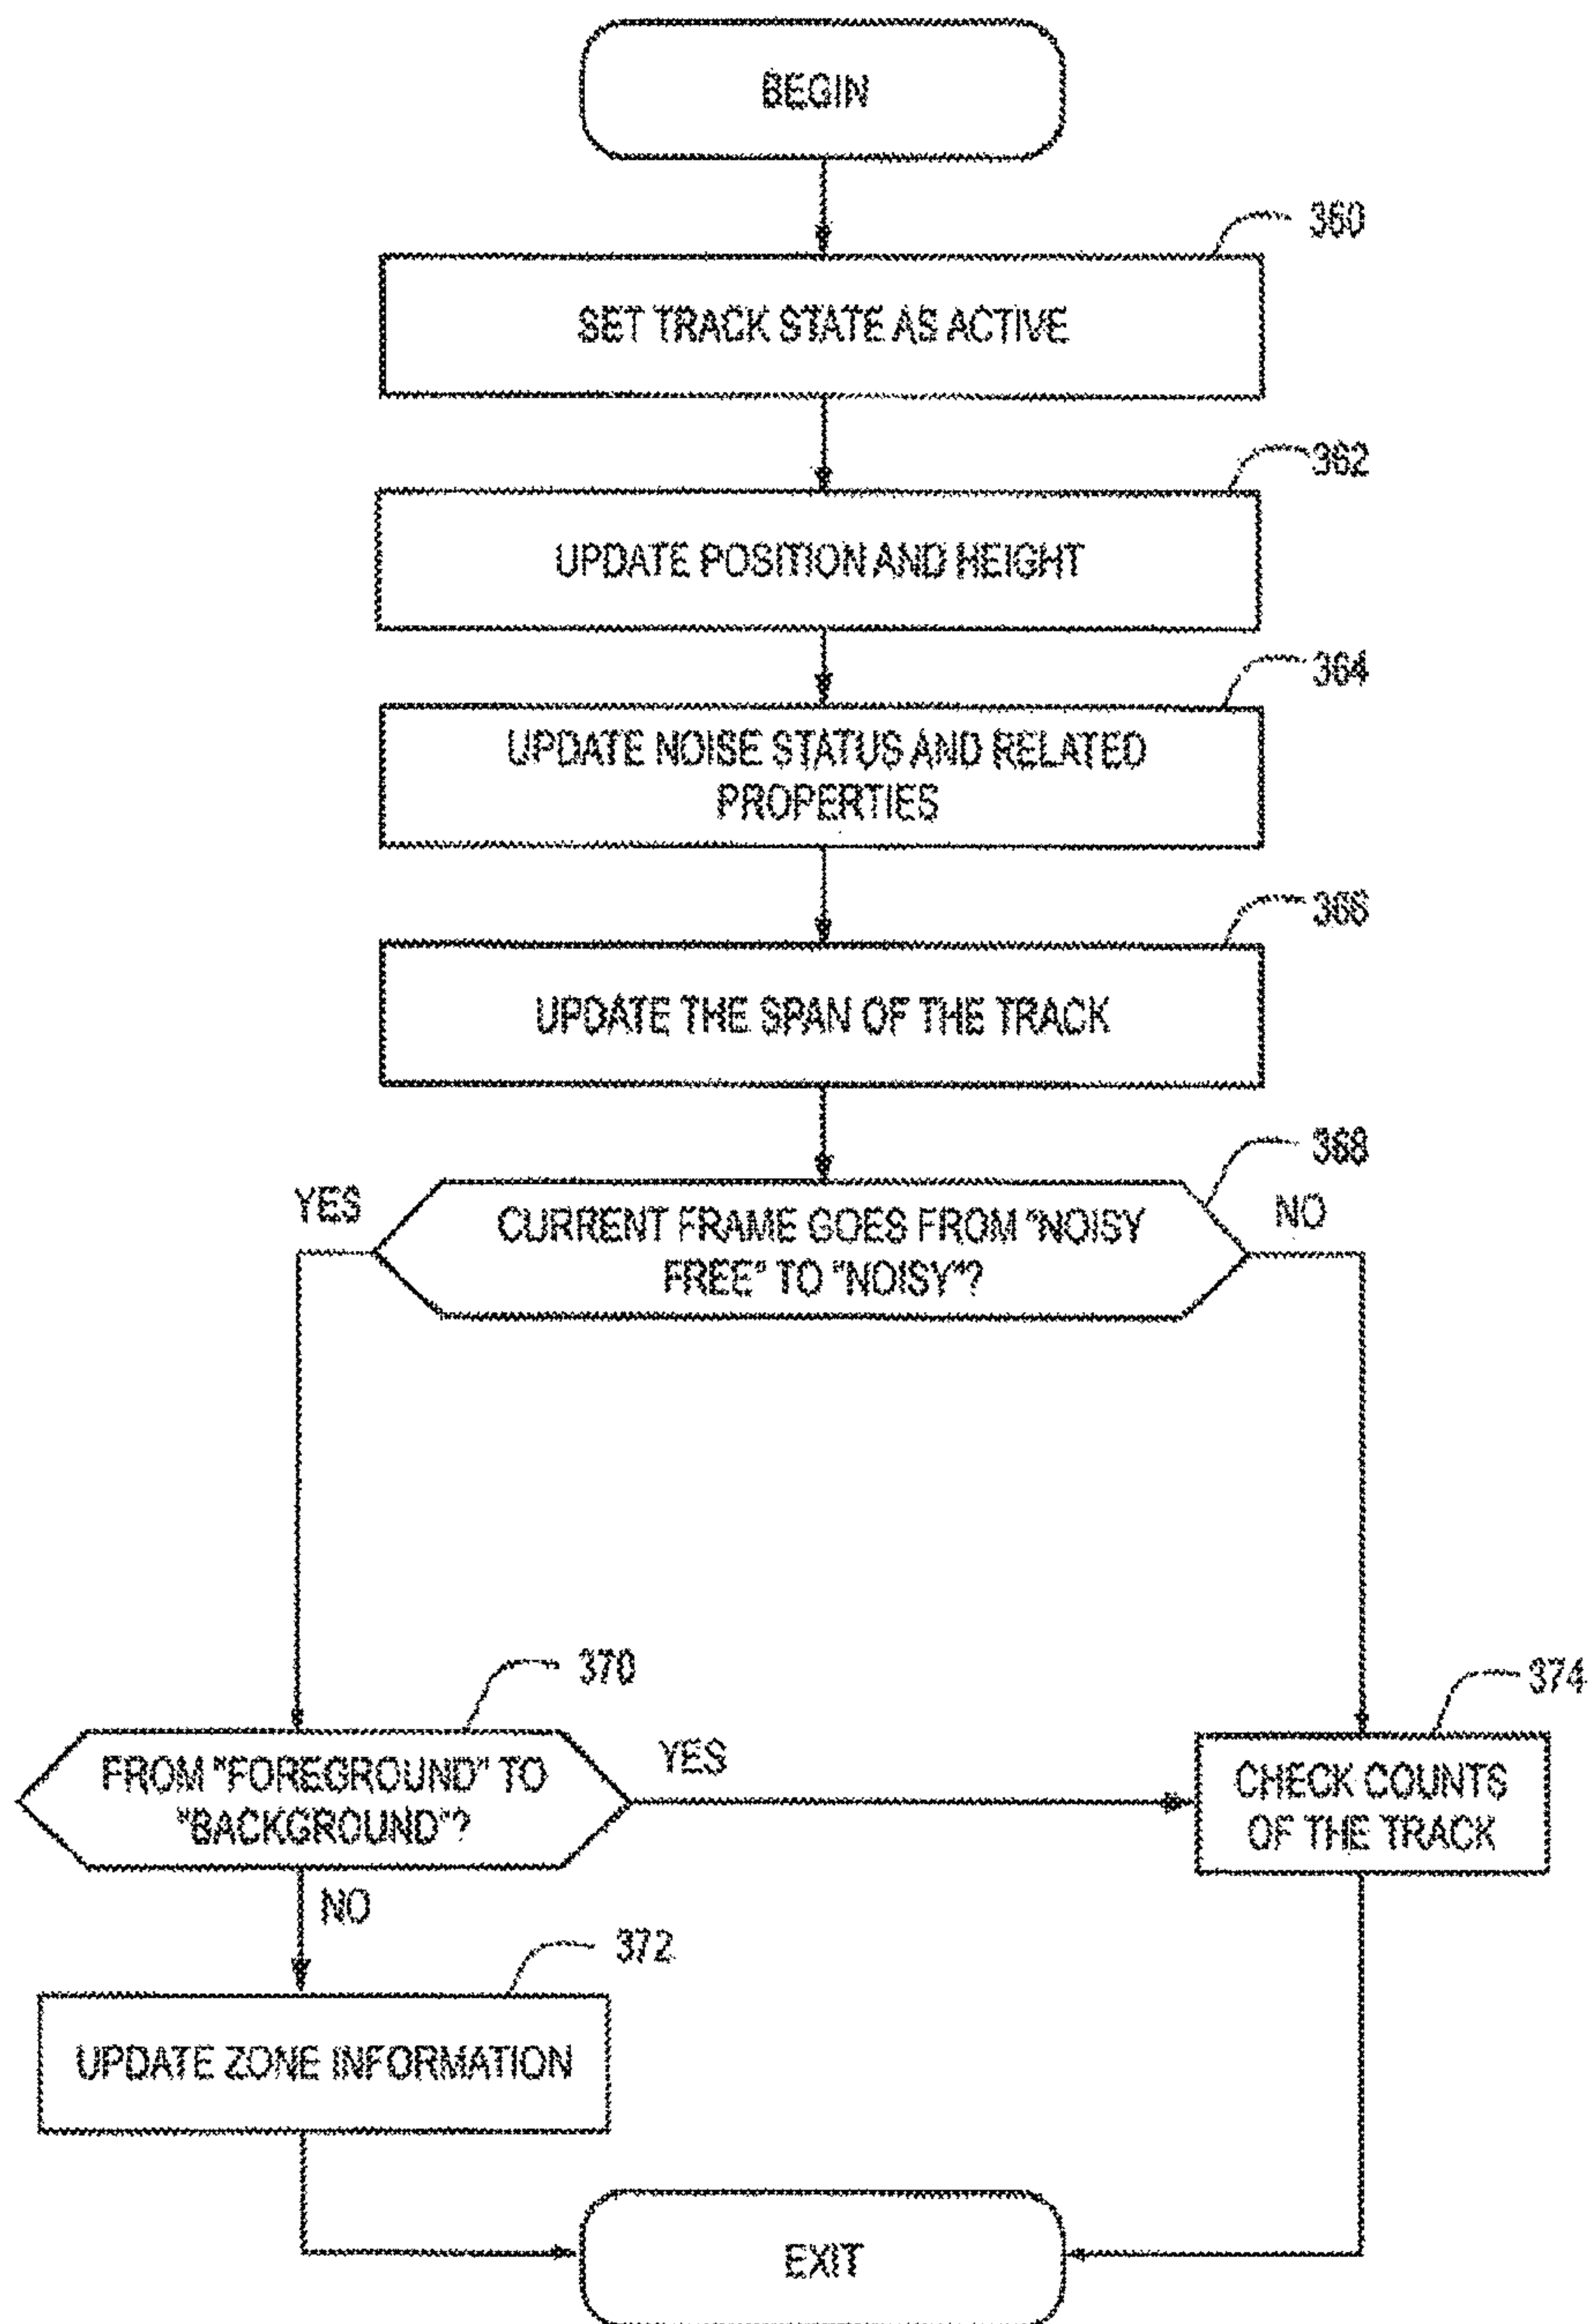 BEGIN
360
SET TRACK STATE AS ACTIVE
362
UPDATE POSITION AND HEIGHT
364
UPDATE NOISE STATUS AND RELATED
PROPERTIES
366
UPDATE THE SPAN OF THE TRACK
368
YES
NO
CURRENT FRAME GOES FROM "NOISY
FREE" TO "NOISY"?
370
374
FROM "FOREGROUND" TO
"BACKGROUND"?
YES
CHECK COUNTS
OF THE TRACK
NO
372
UPDATE ZONE INFORMATION
EXIT